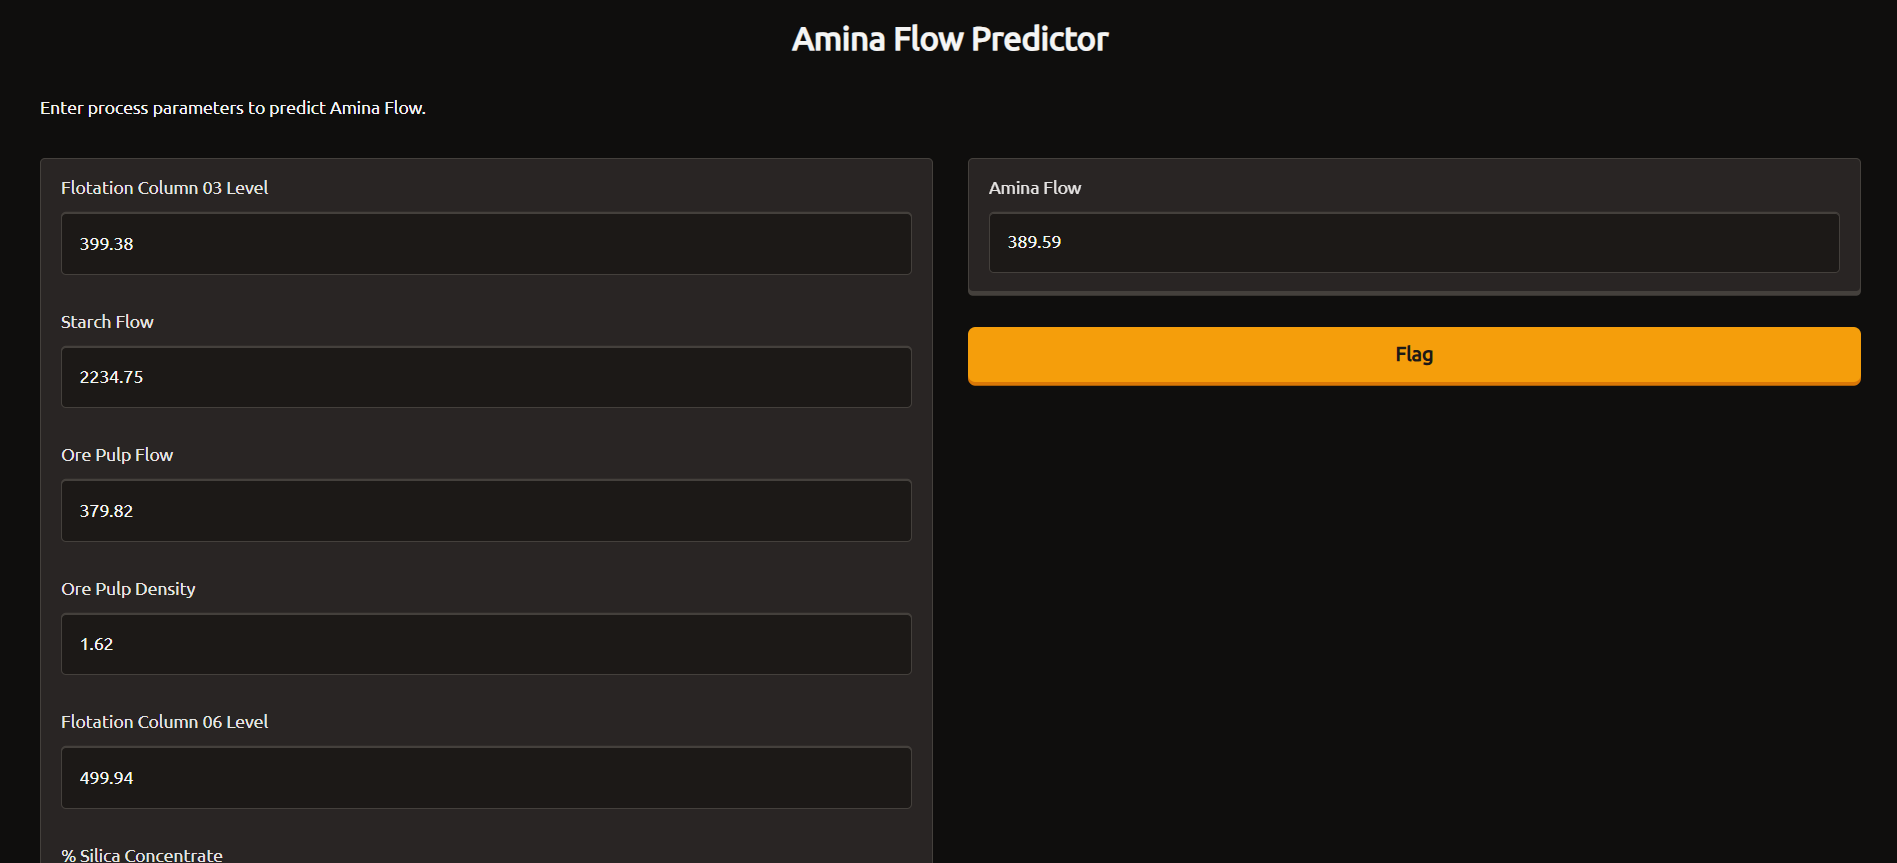 Amina Flow Predictor
Enter process parameters to predict Amina Flow.
Flotation Column 03 Level
399.38
Starch Flow
2234.75
Ore Pulp Flow
379.82
Ore Pulp Density
1.62
Flotation Column 06 Level
499.94
% Silica Concentrate
Amina Flow
389.59
Flag